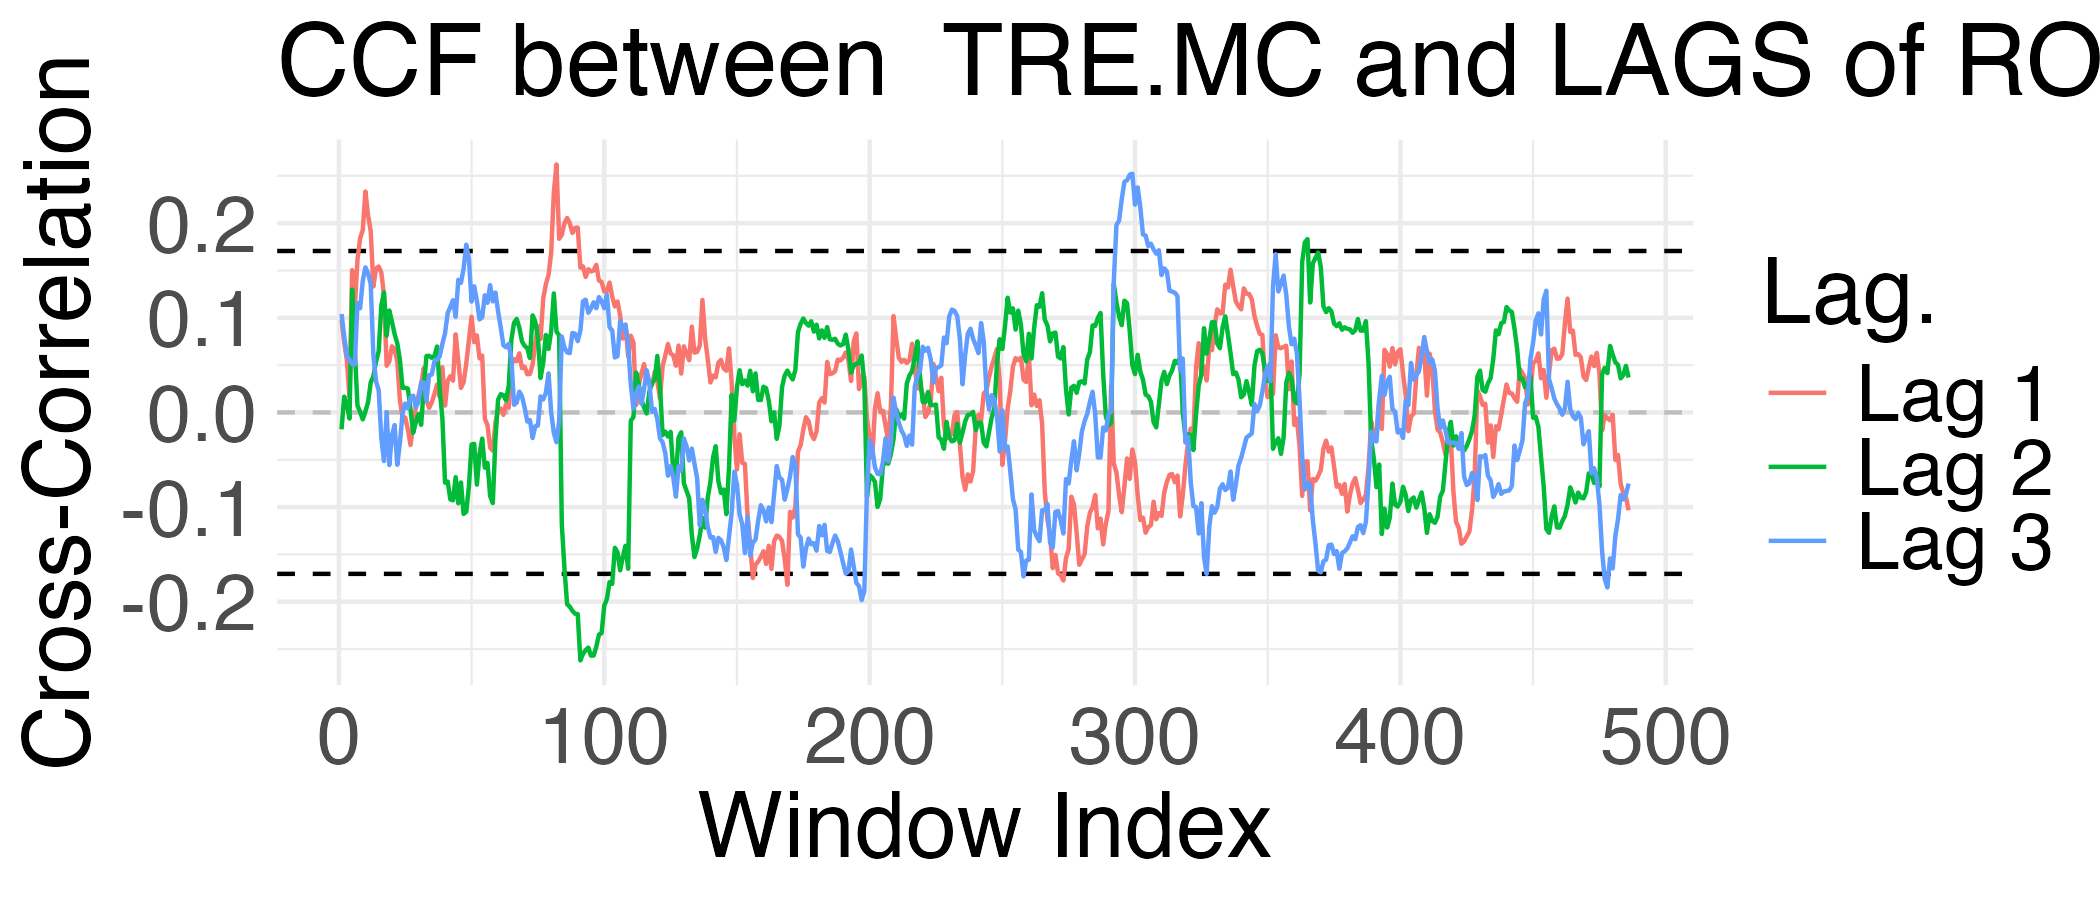 CCF between  TRE.MC and LAGS of RO
Cross-Correlation
0.2
0.1
0.0
-0.1
-0.2
0 100 200 300 400 500
Window Index
Lag.
Lag 1
Lag 2
Lag 3